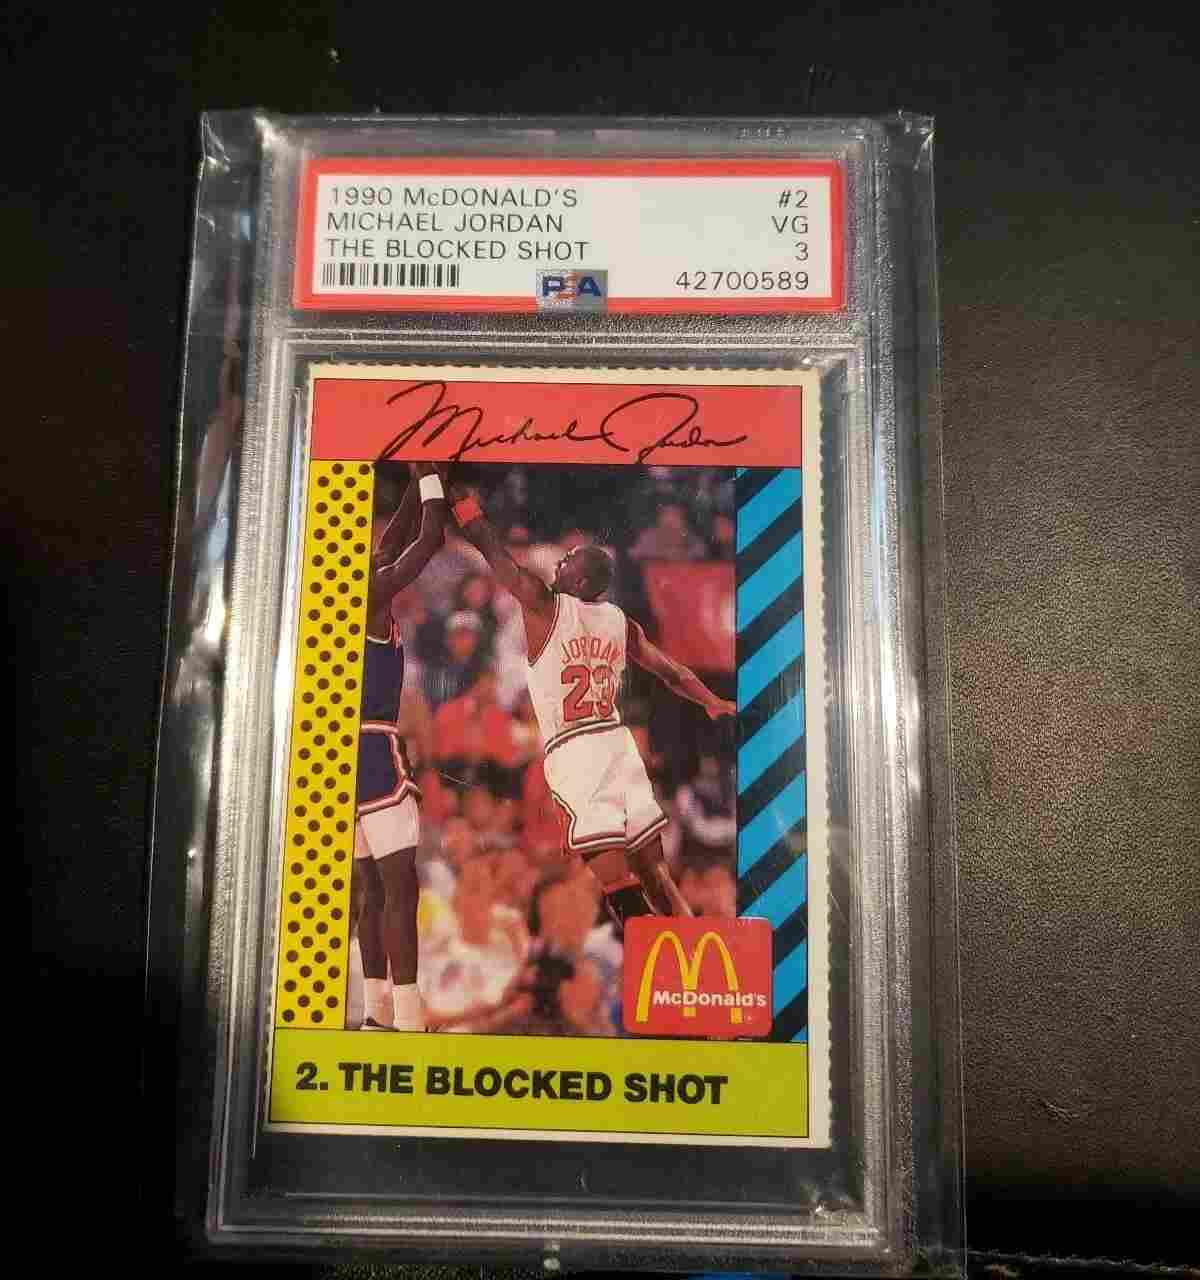 1990 McDONALD'S #2
MICHAEL JORDAN VG
THE BLOCKED SHOT 3
PSA 42700589
Michael Jordan
JORDAN
23
McDonald's
2. THE BLOCKED SHOT